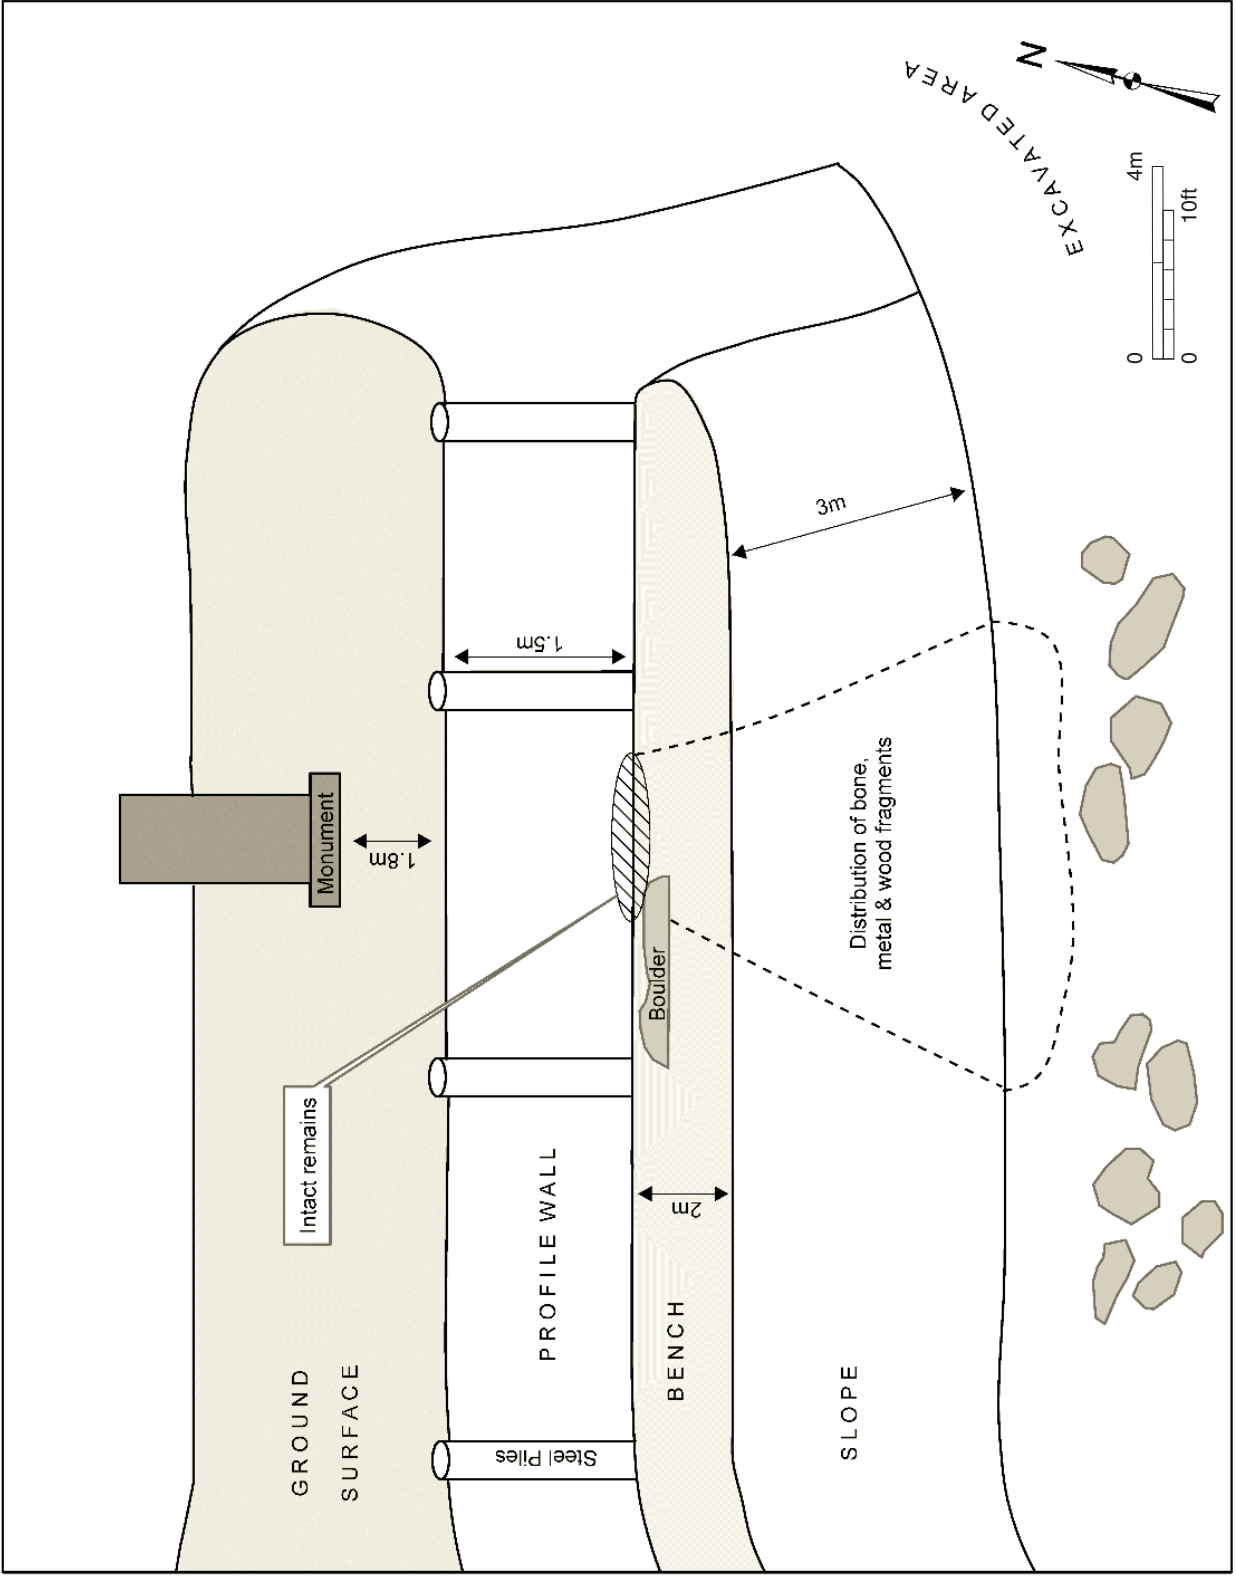 EXCAVATED AREA
N
0
4m
0
10ft
3m
1.5m
Monument
1.8m
Distribution of bone,
metal & wood fragments
Boulder
Intact remains
PROFILE WALL
2m
BENCH
GROUND
SURFACE
Steel Piles
SLOPE